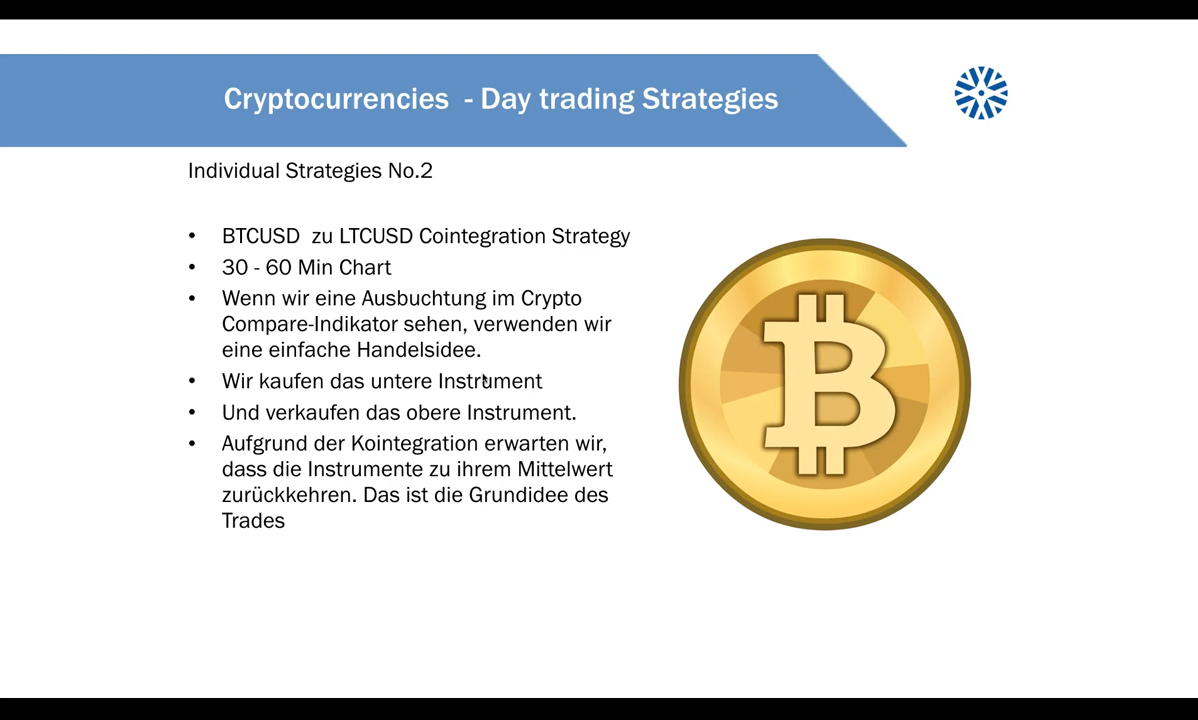 Cryptocurrencies  - Day trading Strategies
Individual Strategies No.2
• BTCUSD  zu LTCUSD Cointegration Strategy
• 30 - 60 Min Chart
• Wenn wir eine Ausbuchtung im Crypto
Compare-Indikator sehen, verwenden wir
eine einfache Handelsidee.
• Wir kaufen das untere Instrument
• Und verkaufen das obere Instrument.
• Aufgrund der Kointegration erwarten wir,
dass die Instrumente zu ihrem Mittelwert
zurückkehren. Das ist die Grundidee des
Trades